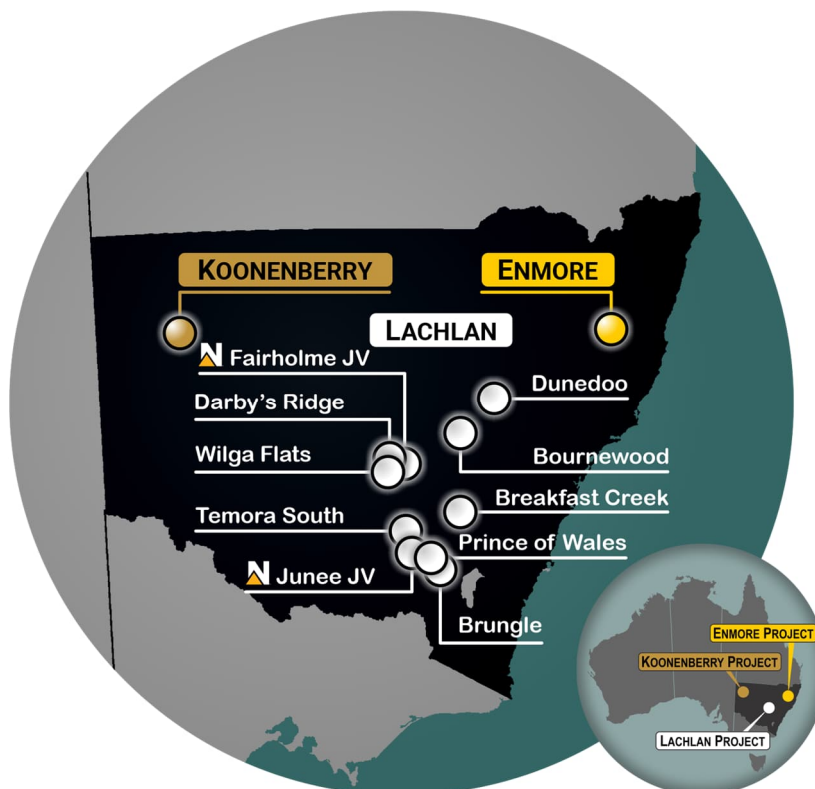 KOONENBERRY
ENMORE
LACHLAN
N Fairholme JV
Darby's Ridge
Wilga Flats
Temora South
N Junee JV
Dunedoo
Bournewood
Breakfast Creek
Prince of Wales
Brungle
ENMORE PROJECT
KOONENBERRY PROJECT
LACHLAN PROJECT